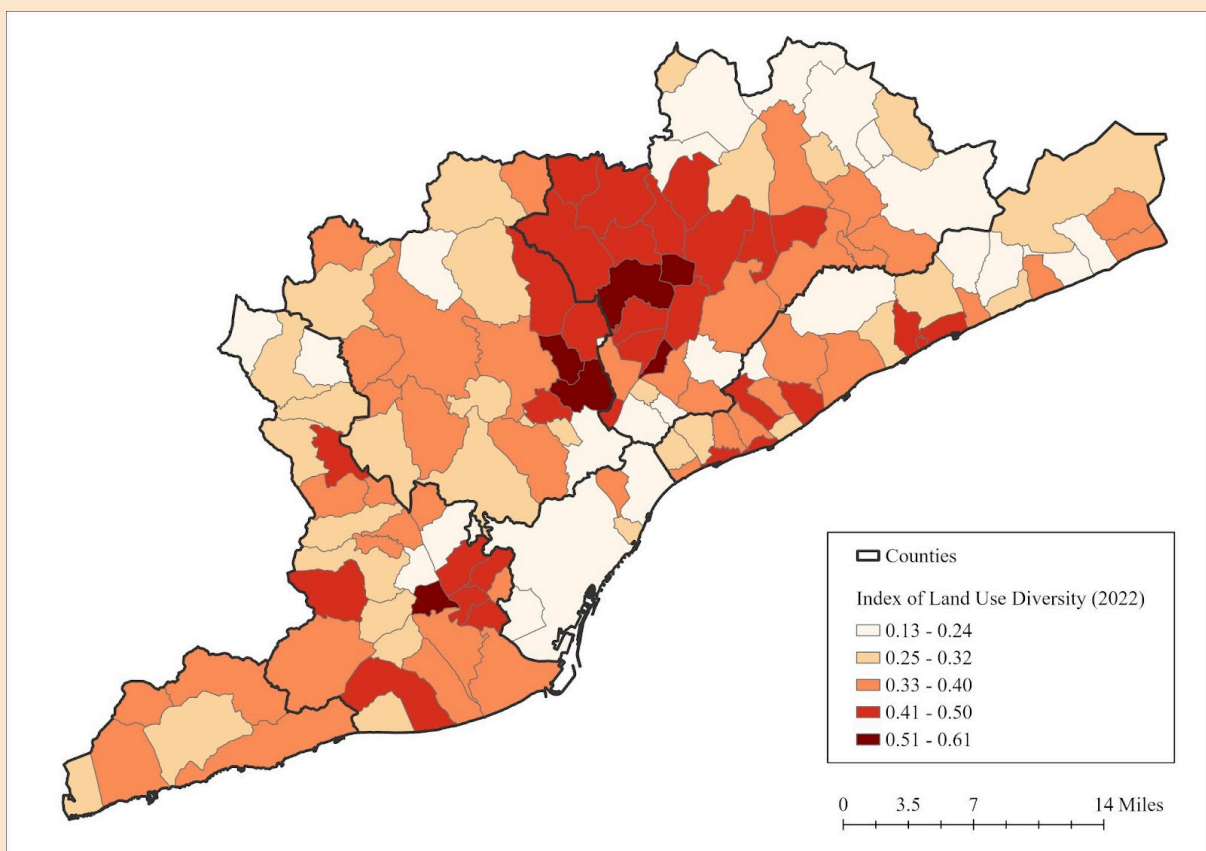 Counties
Index of Land Use Diversity (2022)
0.13 - 0.24
0.25 - 0.32
0.33 - 0.40
0.41 - 0.50
0.51 - 0.61
0 3.5 7 14 Miles